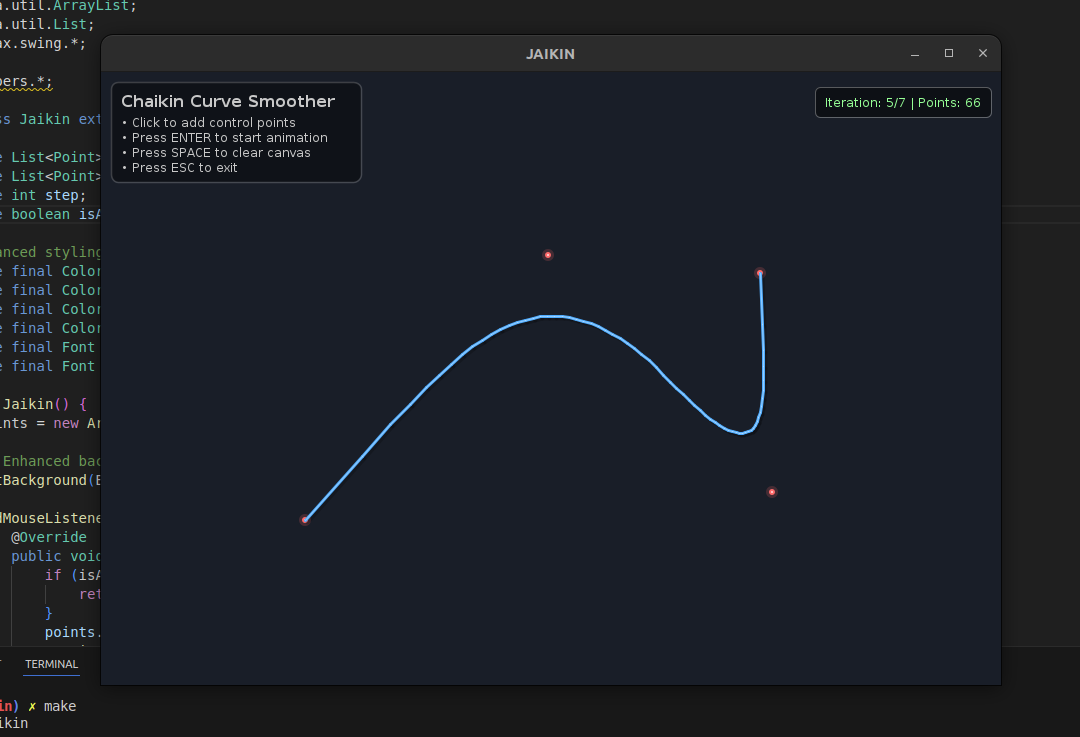 a.util.ArrayList;
a.util.List;
ax.swing.*;
pers.*;
ss Jaikin ext
e List<Point>
e List<Point>
e int step;
e boolean isA
anced styling
e final Color
e final Color
e final Color
e final Color
e final Font
e final Font
Jaikin() {
ints = new Ar
Enhanced bac
tBackground(B
dMouseListene
@Override
public voic
if (isA
ret
}
points.
JAIKIN
Chaikin Curve Smoother
• Click to add control points
• Press ENTER to start animation
• Press SPACE to clear canvas
• Press ESC to exit
Iteration: 5/7 | Points: 66
TERMINAL
in) ✗ make
ikin